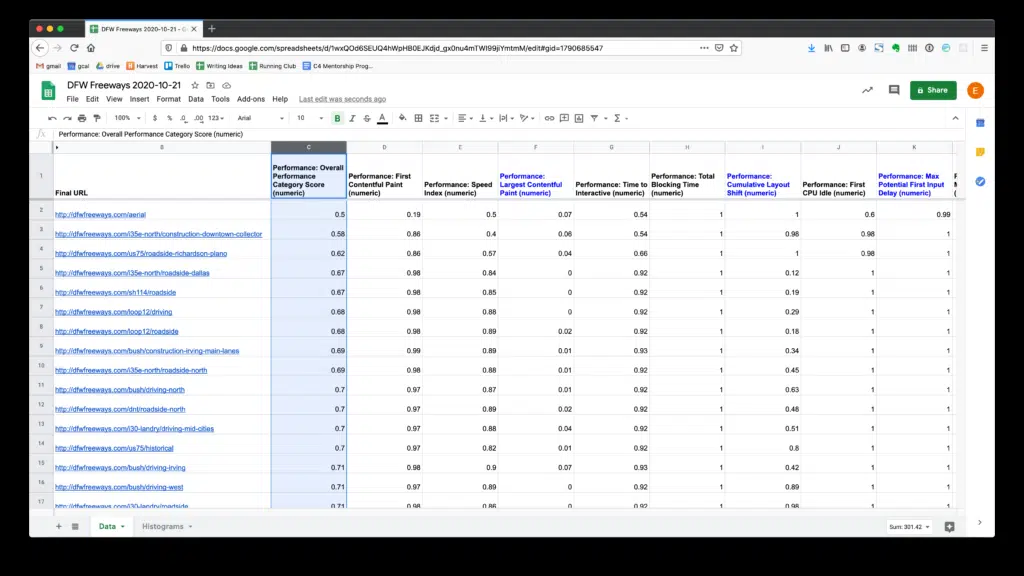 DFW Freeways 2020-10-21 - G
https://docs.google.com/spreadsheets/d/1wxQOd6SEUQ4hWpHB0EJKdjd_gx0nu4mTWI99jiYmtmM/edit#gid=1790685547
gmail gcal drive Harvest Trello Writing Ideas Running Club C4 Mentorship Prog...
DFW Freeways 2020-10-21
File Edit View Insert Format Data Tools Add-ons Help Last edit was seconds ago
Share E
100% $ % .0 .00 123 Arial 10 B I S A
fx Performance: Overall Performance Category Score (numeric)
B C D E F G H I J K
1 Final URL Performance: Overall Performance Category Score (numeric) Performance: First Contentful Paint (numeric) Performance: Speed Index (numeric) Performance: Largest Contentful Paint (numeric) Performance: Time to Interactive (numeric) Performance: Total Blocking Time (numeric) Performance: Cumulative Layout Shift (numeric) Performance: First CPU Idle (numeric) Performance: Max Potential First Input Delay (numeric)
2 http://dfwfreeways.com/aerial 0.5 0.19 0.5 0.07 0.54 1 1 0.6 0.99
3 http://dfwfreeways.com/i35e-north/construction-downtown-collector 0.58 0.86 0.4 0.06 0.54 1 0.98 0.98 1
4 http://dfwfreeways.com/us75/roadside-richardson-plano 0.62 0.86 0.57 0.04 0.66 1 1 0.98 1
5 http://dfwfreeways.com/i35e-north/roadside-dallas 0.67 0.98 0.84 0 0.92 1 0.12 1 1
6 http://dfwfreeways.com/sh114/roadside 0.67 0.98 0.85 0 0.92 1 0.19 1 1
7 http://dfwfreeways.com/loop12/driving 0.68 0.98 0.88 0 0.92 1 0.29 1 1
8 http://dfwfreeways.com/loop12/roadside 0.68 0.98 0.89 0.02 0.92 1 0.18 1 1
9 http://dfwfreeways.com/bush/construction-irving-main-lanes 0.69 0.99 0.89 0.01 0.93 1 0.34 1 1
10 http://dfwfreeways.com/i35e-north/roadside-north 0.69 0.98 0.88 0.01 0.92 1 0.45 1 1
11 http://dfwfreeways.com/bush/driving-north 0.7 0.97 0.87 0.01 0.92 1 0.63 1 1
12 http://dfwfreeways.com/dnt/roadside-north 0.7 0.97 0.89 0.02 0.92 1 0.48 1 1
13 http://dfwfreeways.com/i30-landry/driving-mid-cities 0.7 0.97 0.88 0.04 0.92 1 0.51 1 1
14 http://dfwfreeways.com/us75/historical 0.7 0.97 0.82 0.01 0.92 1 0.8 1 1
15 http://dfwfreeways.com/bush/driving-irving 0.71 0.98 0.9 0.07 0.93 1 0.42 1 1
16 http://dfwfreeways.com/bush/driving-west 0.71 0.97 0.89 0 0.92 1 0.89 1 1
17 http://dfwfreeways.com/i30-landry/roadside 0.71 0.98 0.86 0 0.92 1 0.98 1 1
Data Histograms Sum: 301.42